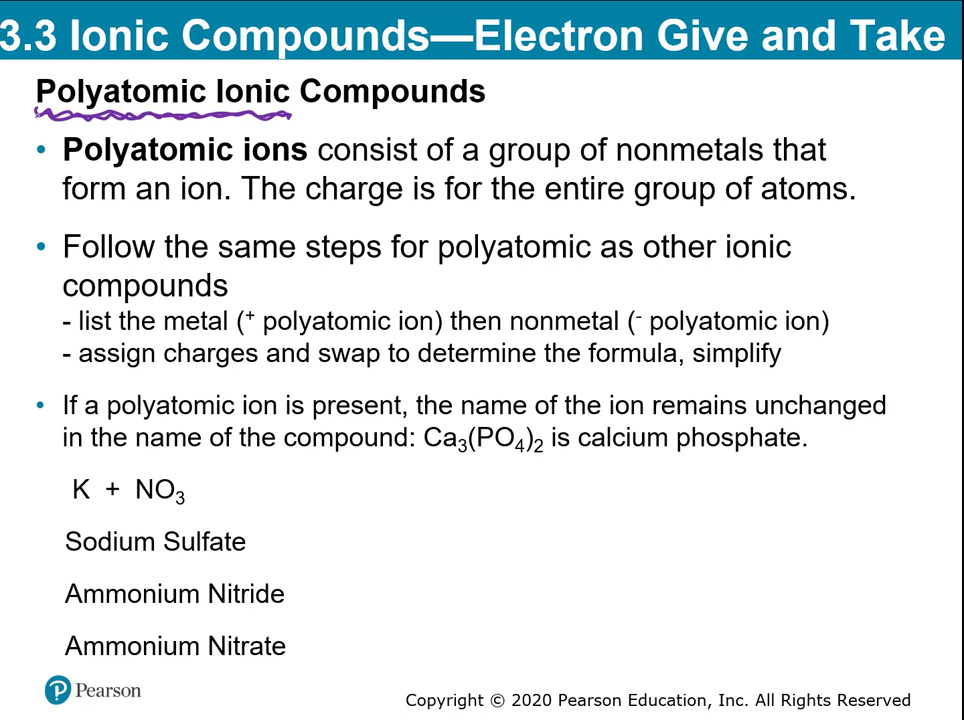 3.3 Ionic Compounds—Electron Give and Take
Polyatomic Ionic Compounds
• Polyatomic ions consist of a group of nonmetals that
form an ion. The charge is for the entire group of atoms.
• Follow the same steps for polyatomic as other ionic
compounds
- list the metal (⁺ polyatomic ion) then nonmetal (⁻ polyatomic ion)
- assign charges and swap to determine the formula, simplify
• If a polyatomic ion is present, the name of the ion remains unchanged
in the name of the compound: Ca₃(PO₄)₂ is calcium phosphate.
K + NO₃
Sodium Sulfate
Ammonium Nitride
Ammonium Nitrate
P Pearson
Copyright © 2020 Pearson Education, Inc. All Rights Reserved